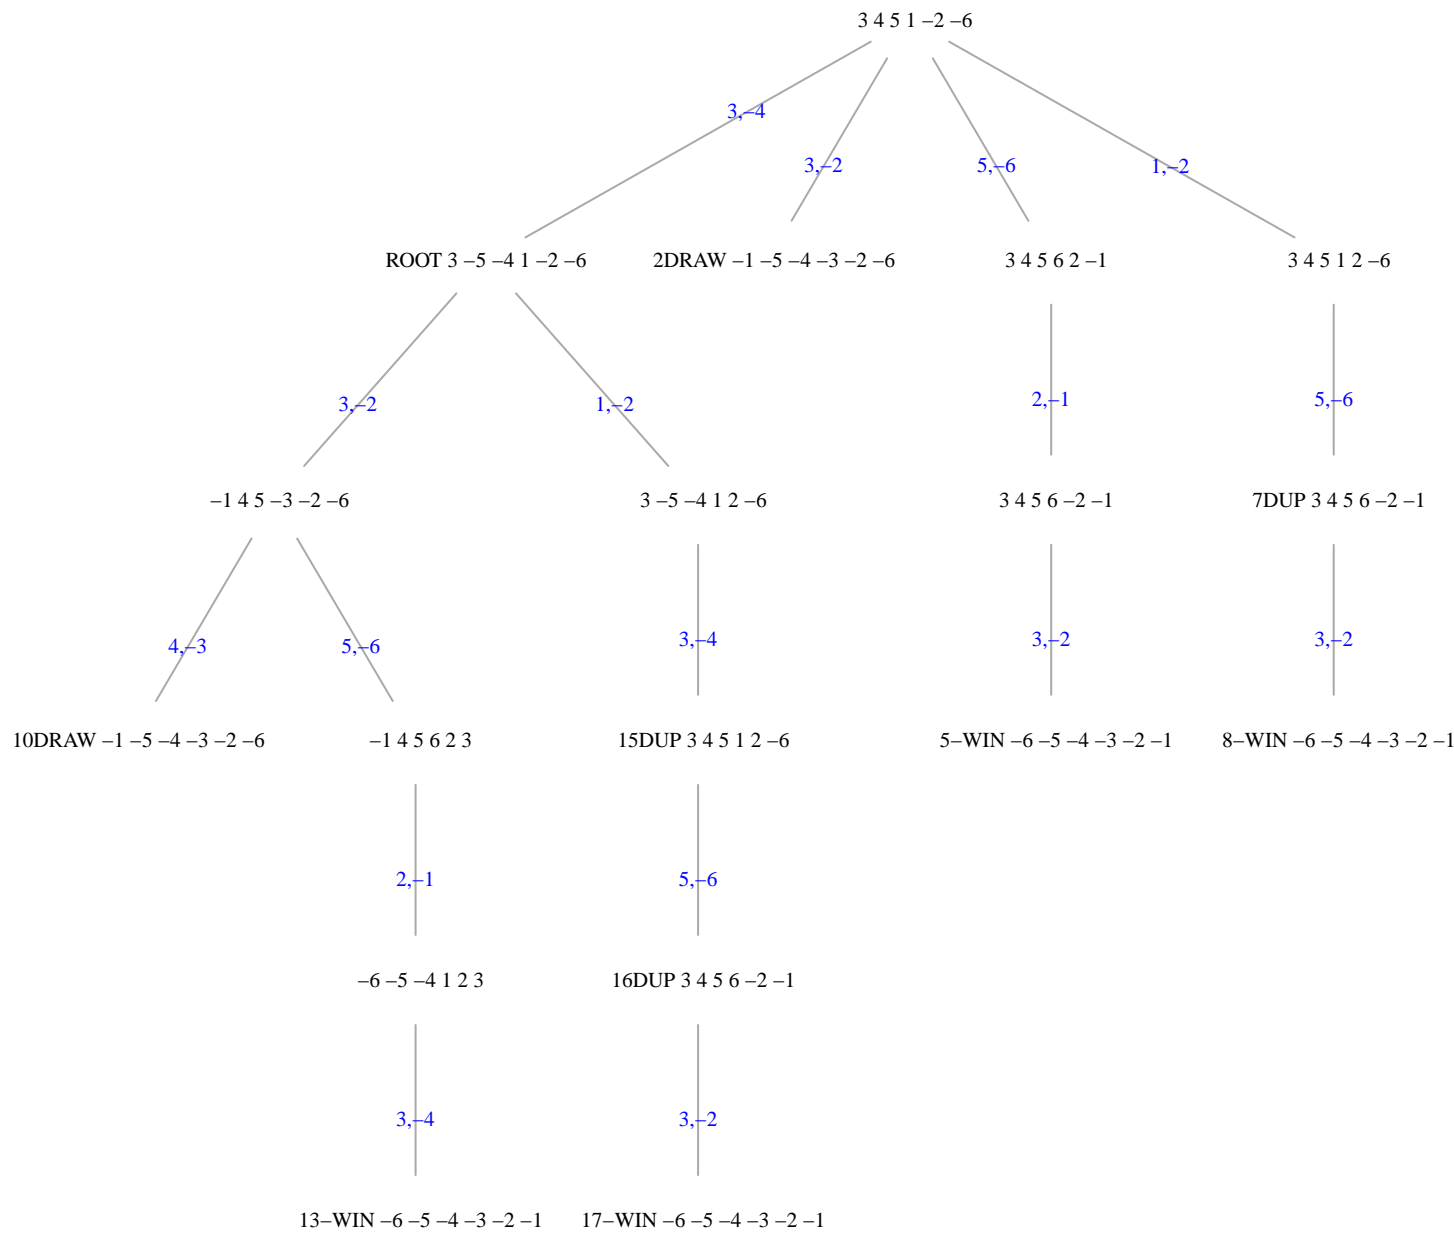 3 4 5 1 −2 −6
3,−4
3,−2
5,−6
1,−2
ROOT 3 −5 −4 1 −2 −6
2DRAW −1 −5 −4 −3 −2 −6
3 4 5 6 2 −1
3 4 5 1 2 −6
3,−2
1,−2
2,−1
5,−6
−1 4 5 −3 −2 −6
3 −5 −4 1 2 −6
3 4 5 6 −2 −1
7DUP 3 4 5 6 −2 −1
4,−3
5,−6
3,−4
3,−2
3,−2
10DRAW −1 −5 −4 −3 −2 −6
−1 4 5 6 2 3
15DUP 3 4 5 1 2 −6
5−WIN −6 −5 −4 −3 −2 −1
8−WIN −6 −5 −4 −3 −2 −1
2,−1
5,−6
−6 −5 −4 1 2 3
16DUP 3 4 5 6 −2 −1
3,−4
3,−2
13−WIN −6 −5 −4 −3 −2 −1
17−WIN −6 −5 −4 −3 −2 −1